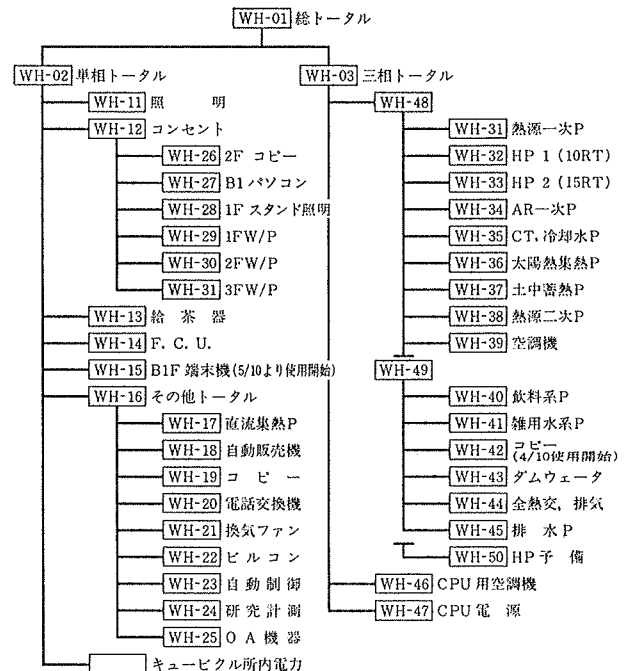 WH-01 総トータル
WH-02 単相トータル
WH-11 照 明
WH-12 コンセント
WH-26 2F コピー
WH-27 B1 パソコン
WH-28 1F スタンド照明
WH-29 1FW/P
WH-30 2FW/P
WH-31 3FW/P
WH-13 給 茶 器
WH-14 F. C. U.
WH-15 B1F 端末機(5/10より使用開始)
WH-16 その他トータル
WH-17 直流集熱P
WH-18 自動販売機
WH-19 コ ピ ー
WH-20 電話交換機
WH-21 換気ファン
WH-22 ビルコン
WH-23 自動制御
WH-24 研究計測
WH-25 O A 機器
キュービクル所内電力
WH-03 三相トータル
WH-48
WH-31 熱源一次P
WH-32 HP 1 (10RT)
WH-33 HP 2 (15RT)
WH-34 AR一次P
WH-35 CT、冷却水P
WH-36 太陽熱集熱P
WH-37 土中蓄熱P
WH-38 熱源二次P
WH-39 空調機
WH-49
WH-40 飲料系P
WH-41 雑用水系P
WH-42 コピー
(4/10使用開始)
WH-43 ダムウェータ
WH-44 全熱交，排気
WH-45 排 水P
WH-50 HP 予 備
WH-46 CPU 用空調機
WH-47 CPU 電 源